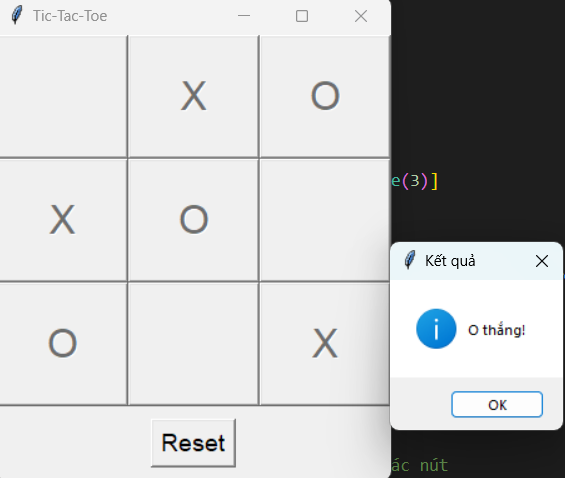 Tic-Tac-Toe
X O
e(3)]
X O
Kết quả
O thắng!
O X
OK
Reset
ác nút